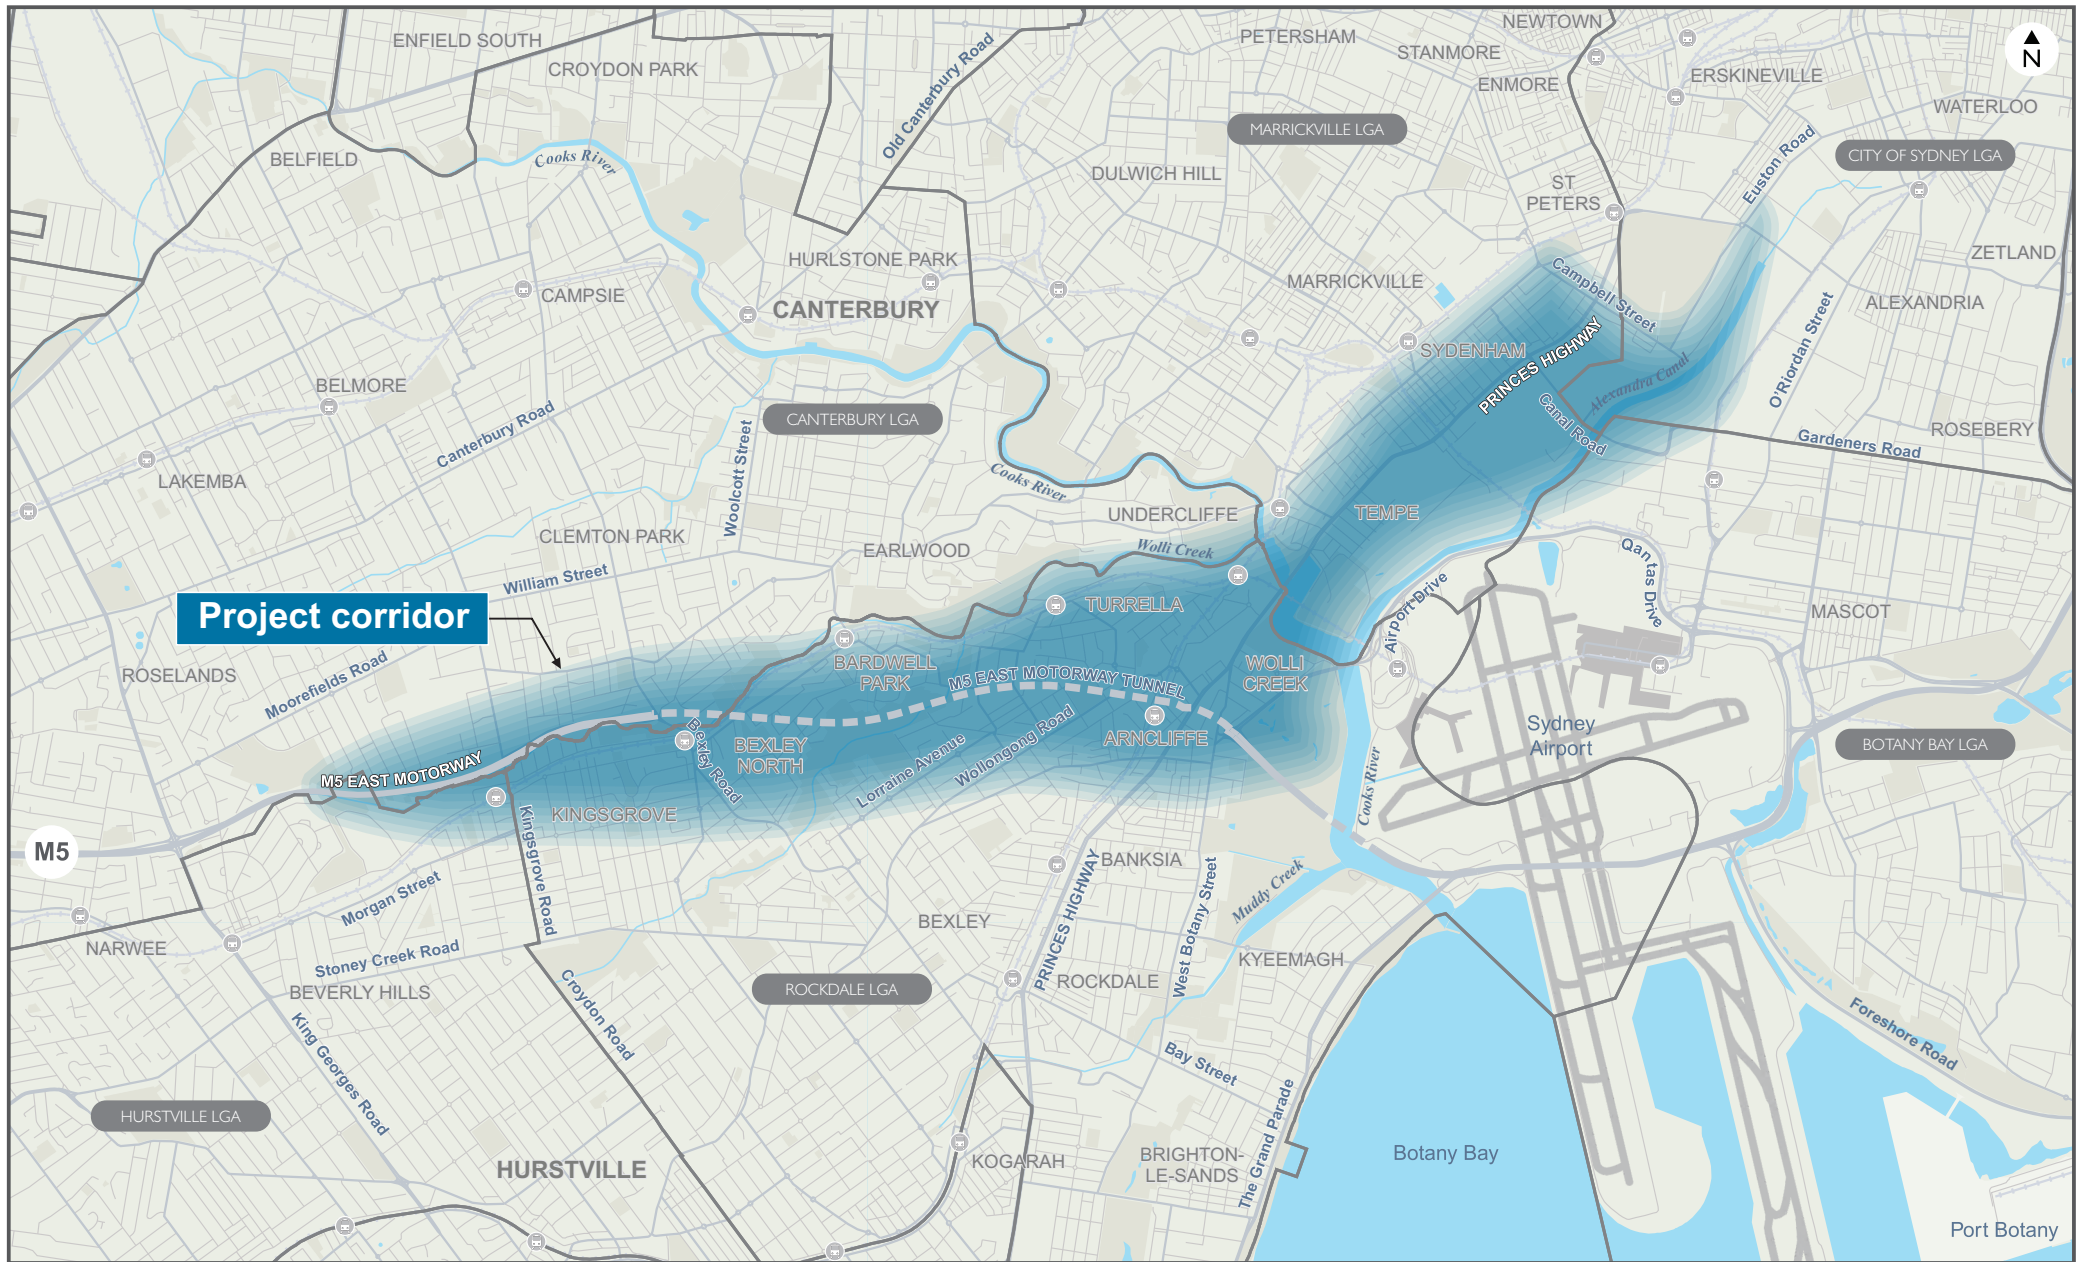 NEWTOWN
ENFIELD SOUTH
PETERSHAM
STANMORE
N
CROYDON PARK
Old Canterbury Road
ENMORE
ERSKINEVILLE
WATERLOO
MARRICKVILLE LGA
BELFIELD
Cooks River
CITY OF SYDNEY LGA
Euston Road
DULWICH HILL
ST
PETERS
HURLSTONE PARK
ZETLAND
CAMPSIE
CANTERBURY
MARRICKVILLE
Campbell Street
ALEXANDRIA
SYDENHAM
PRINCES HIGHWAY
O'Riordan Street
BELMORE
Alexandra Canal
Canterbury Road
CANTERBURY LGA
Canal Road
Gardeners Road
ROSEBERY
LAKEMBA
Woolcott Street
Cooks River
UNDERCLIFFE
TEMPE
CLEMTON PARK
EARLWOOD
Wolli Creek
Qantas Drive
William Street
Project corridor
TURRELLA
Airport Drive
MASCOT
ROSELANDS
Moorefields Road
BARDWELL
PARK
WOLLI
CREEK
M5 EAST MOTORWAY TUNNEL
Sydney
Airport
BEXLEY
NORTH
Bexley Road
ARNCLIFFE
BOTANY BAY LGA
M5 EAST MOTORWAY
Lorraine Avenue
Wollongong Road
Cooks River
KINGSGROVE
M5
Kingsgrove Road
BANKSIA
Morgan Street
PRINCES HIGHWAY
West Botany Street
Muddy Creek
BEXLEY
NARWEE
Stoney Creek Road
KYEEMAGH
BEVERLY HILLS
ROCKDALE LGA
ROCKDALE
Croydon Road
King Georges Road
Foreshore Road
Bay Street
HURSTVILLE LGA
The Grand Parade
HURSTVILLE
KOGARAH
BRIGHTON-
LE-SANDS
Botany Bay
Port Botany